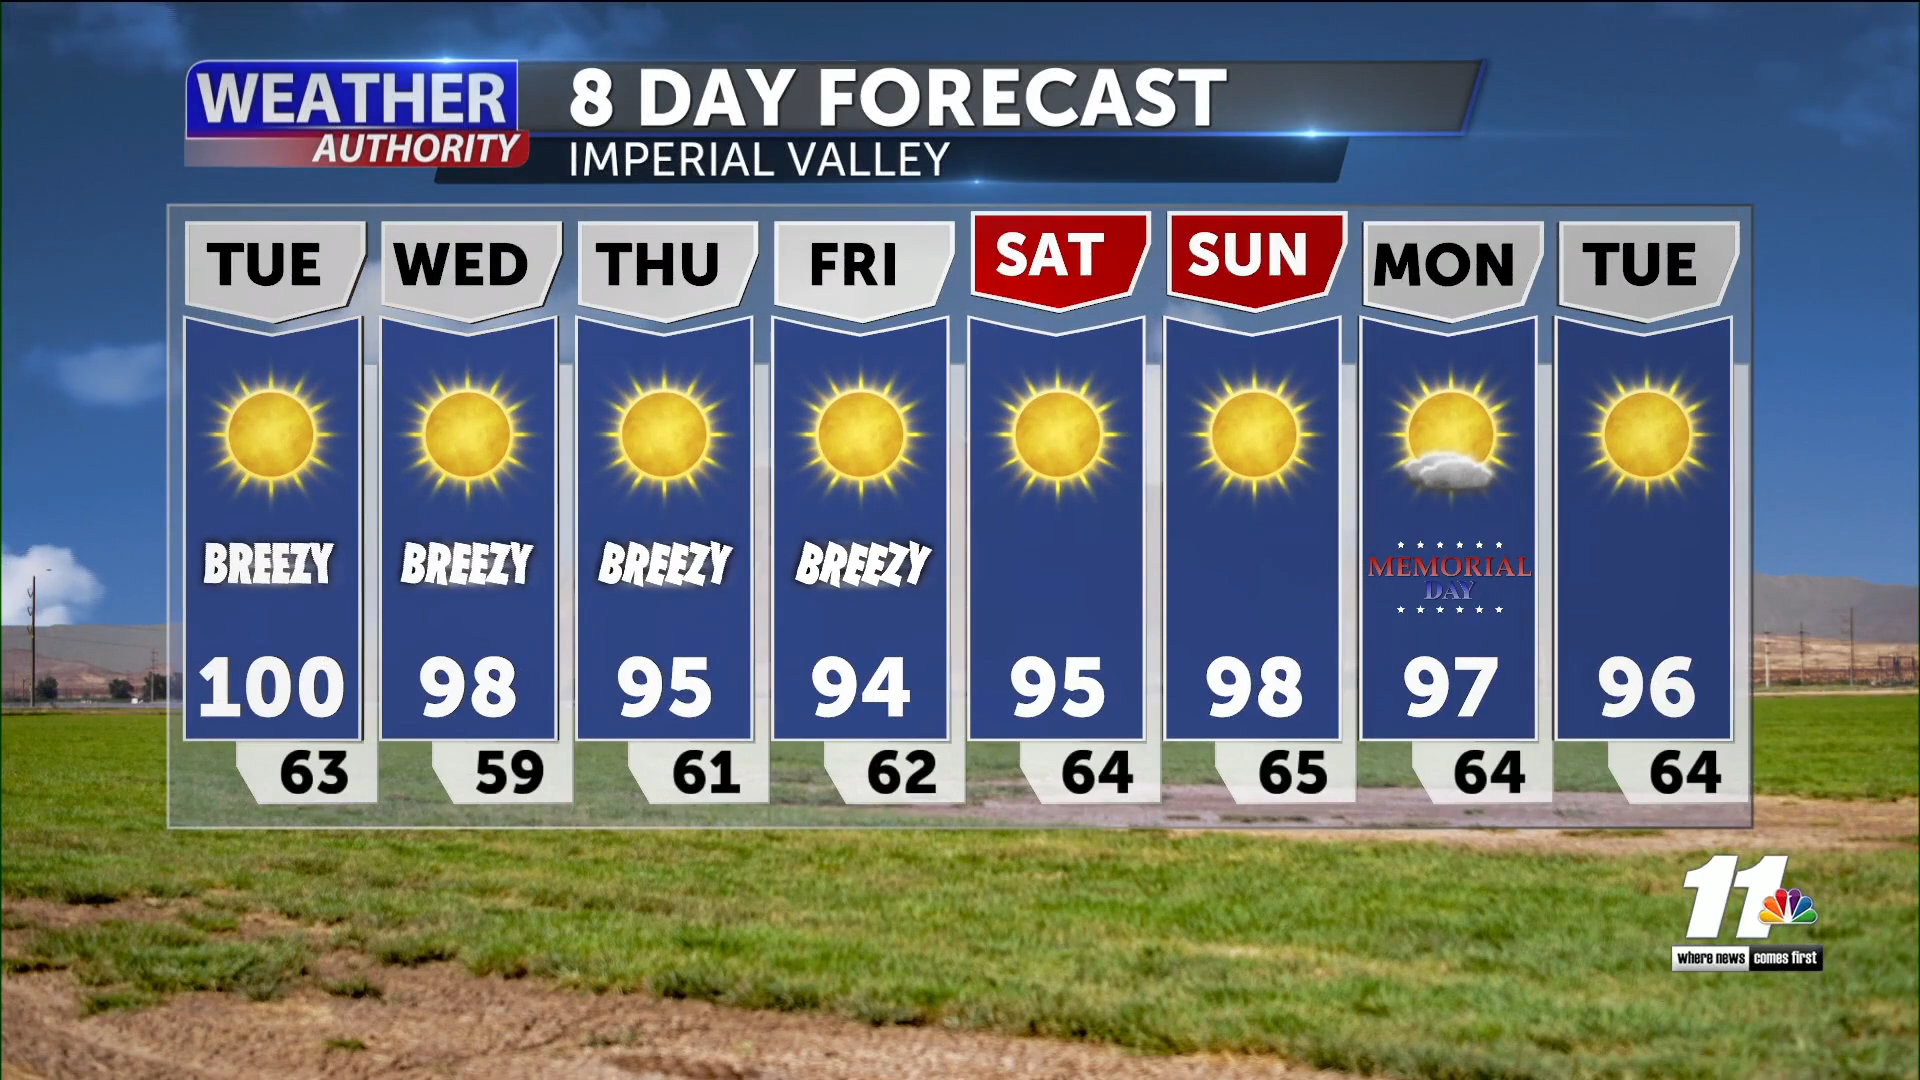 WEATHER
AUTHORITY
8 DAY FORECAST
IMPERIAL VALLEY
TUE WED THU FRI SAT SUN MON TUE
BREEZY BREEZY BREEZY BREEZY
MEMORIAL
DAY
100 98 95 94 95 98 97 96
63 59 61 62 64 65 64 64
11
where news comes first